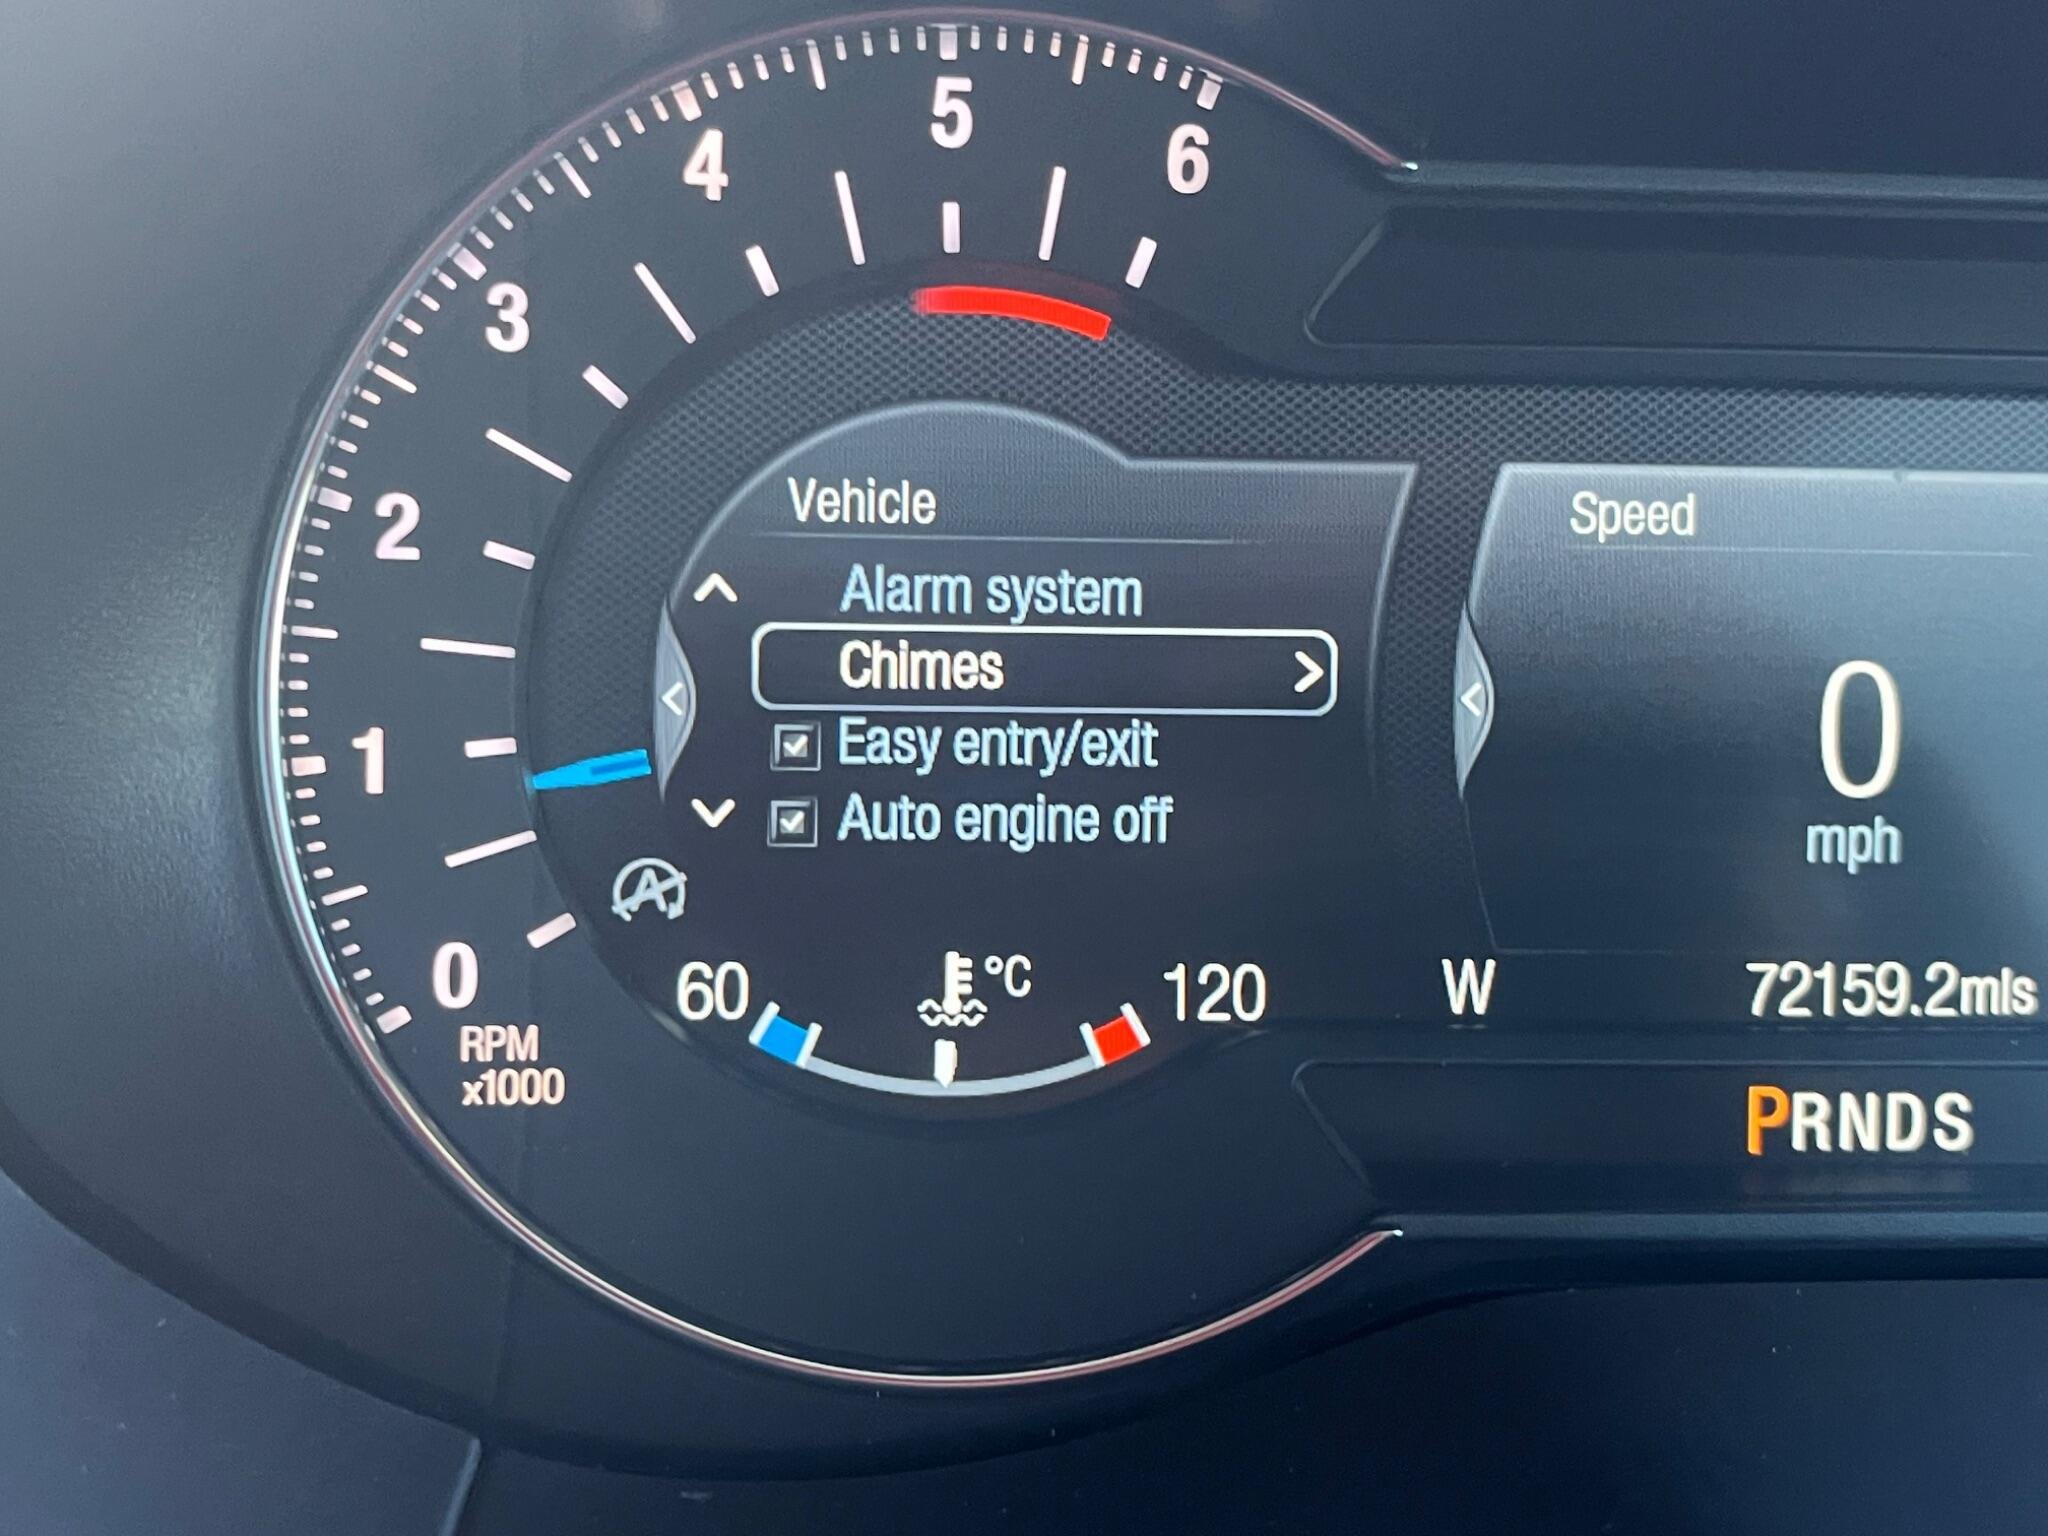 0
1
2
3
4
5
6
RPM
x1000
Vehicle
Alarm system
Chimes
Easy entry/exit
Auto engine off
A
60
°C
120
Speed
0
mph
W
72159.2mls
PRNDS